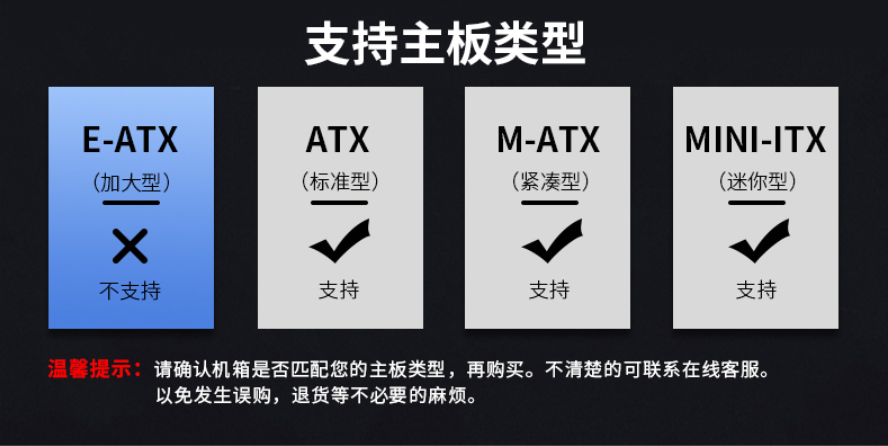 支持主板类型
E-ATX
（加大型）
不支持
ATX
（标准型）
支持
M-ATX
（紧凑型）
支持
MINI-ITX
（迷你型）
支持
温馨提示：请确认机箱是否匹配您的主板类型，再购买。不清楚的可联系在线客服。
以免发生误购，退货等不必要的麻烦。